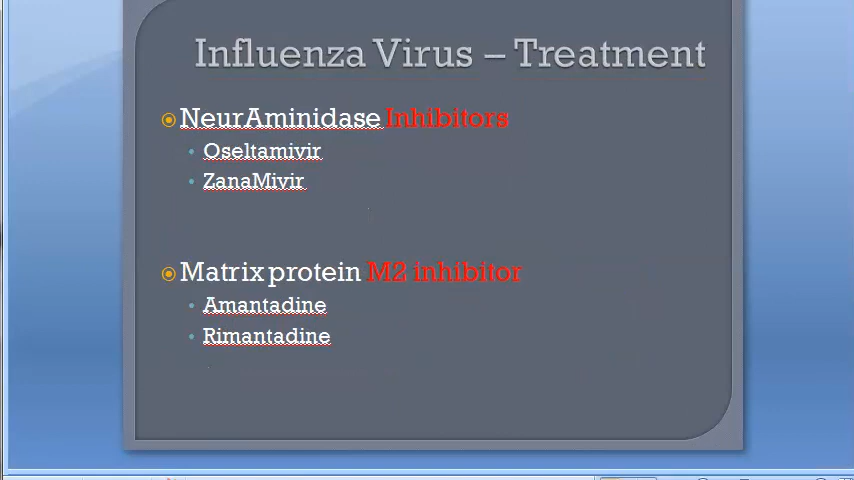 Influenza Virus – Treatment
NeurAminidase Inhibitors
Oseltamivir
ZanaMivir
Matrix protein M2 inhibitor
Amantadine
Rimantadine